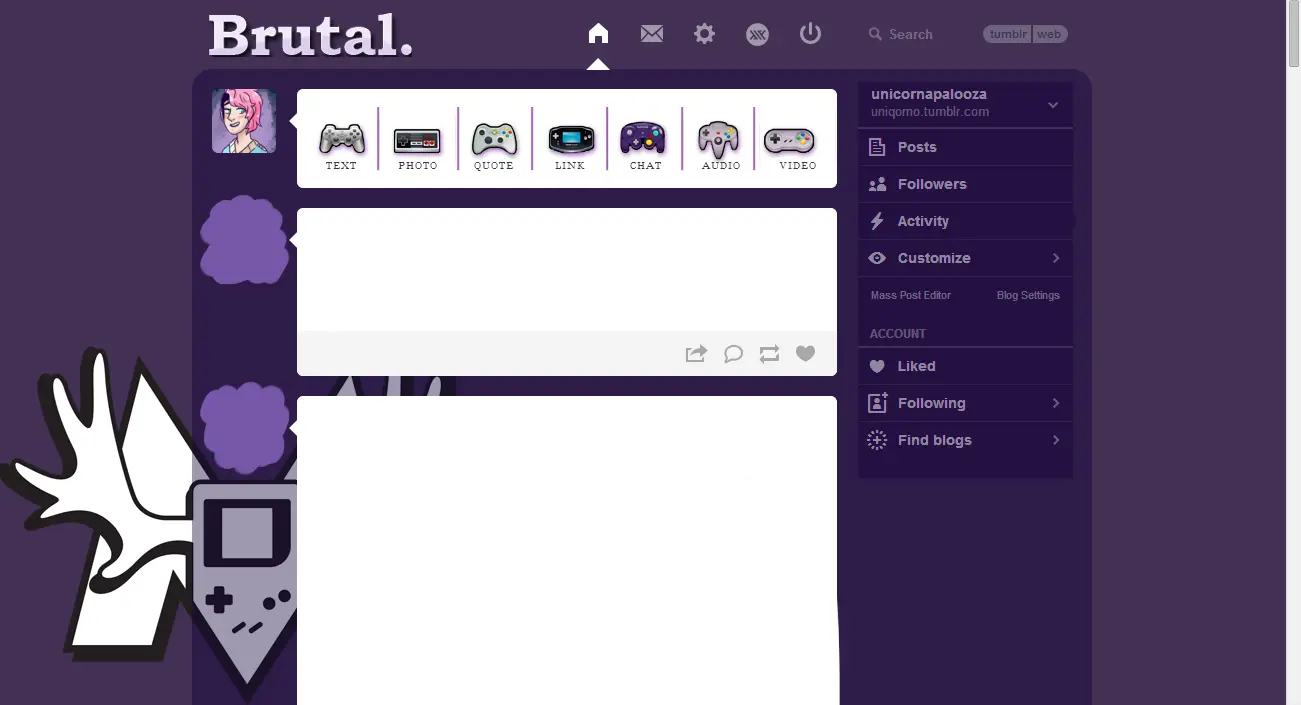 Brutal.
Search
tumblr web
TEXT PHOTO QUOTE LINK CHAT AUDIO VIDEO
unicornapalooza
uniqomo.tumblr.com
Posts
Followers
Activity
Customize
Mass Post Editor Blog Settings
ACCOUNT
Liked
Following
Find blogs